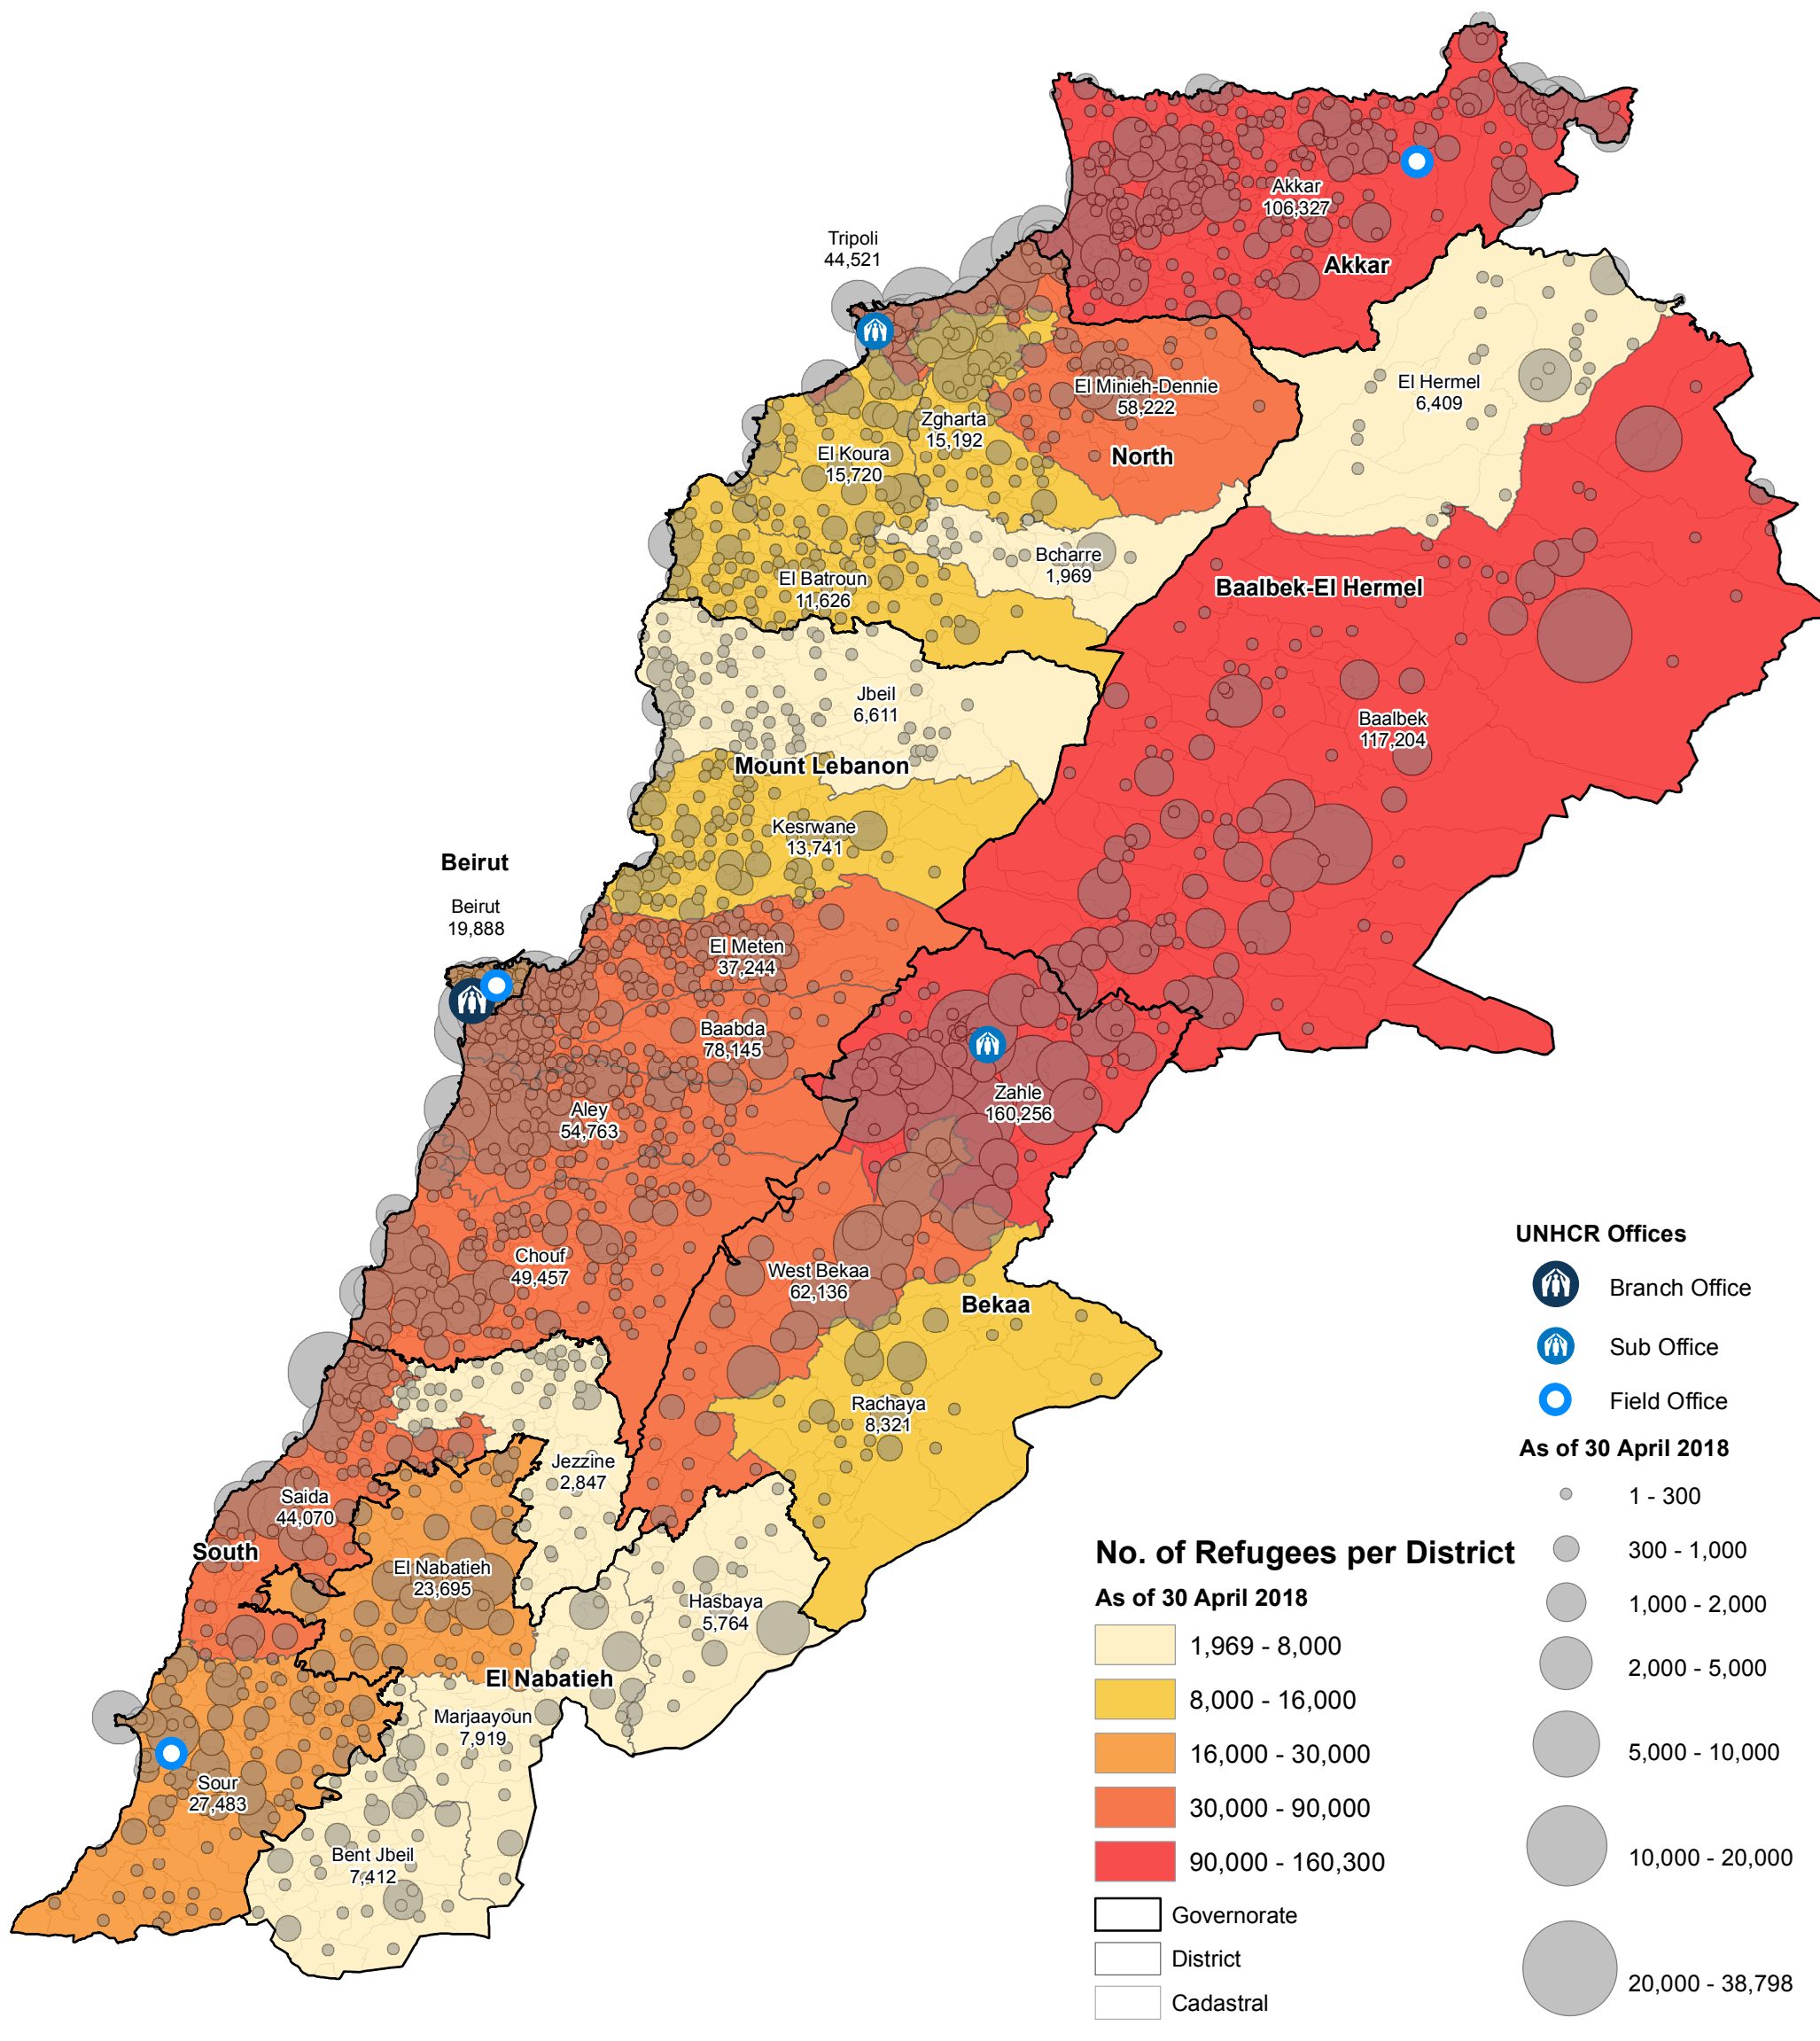 Akkar
106,327
Akkar
Tripoli
44,521
El Hermel
6,409
El Minieh-Dennie
58,222
Zgharta
15,192
North
El Koura
15,720
Bcharre
1,969
El Batroun
11,626
Baalbek-El Hermel
Jbeil
6,611
Baalbek
117,204
Mount Lebanon
Kesrwane
13,741
Beirut
Beirut
19,888
El Meten
37,244
Baabda
78,145
Zahle
160,256
Aley
54,763
Chouf
49,457
West Bekaa
62,136
Bekaa
Rachaya
8,321
Jezzine
2,847
Saida
44,070
South
El Nabatieh
23,695
Hasbaya
5,764
El Nabatieh
Marjaayoun
7,919
Sour
27,483
Bent Jbeil
7,412
UNHCR Offices
Branch Office
Sub Office
Field Office
As of 30 April 2018
1 - 300
300 - 1,000
1,000 - 2,000
2,000 - 5,000
5,000 - 10,000
10,000 - 20,000
20,000 - 38,798
No. of Refugees per District
As of 30 April 2018
1,969 - 8,000
8,000 - 16,000
16,000 - 30,000
30,000 - 90,000
90,000 - 160,300
Governorate
District
Cadastral